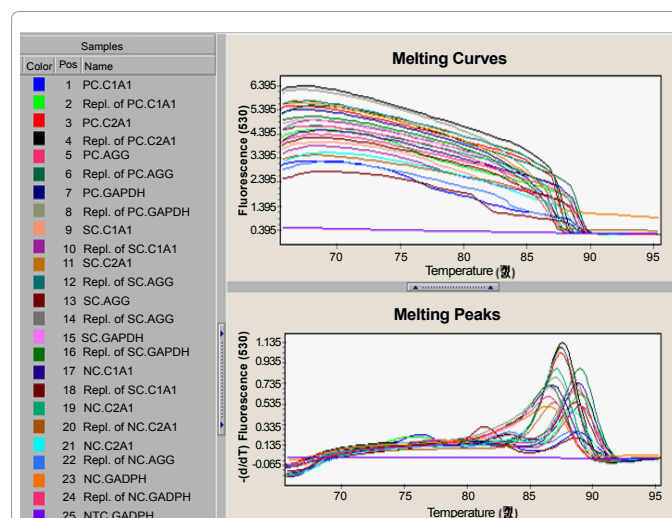 Samples
Color Pos Name
1 PC.C1A1
2 Repl. of PC.C1A1
3 PC.C2A1
4 Repl. of PC.C2A1
5 PC.AGG
6 Repl. of PC.AGG
7 PC.GAPDH
8 Repl. of PC.GAPDH
9 SC.C1A1
10 Repl. of SC.C1A1
11 SC.C2A1
12 Repl. of SC.AGG
13 SC.AGG
14 Repl. of SC.AGG
15 SC.GAPDH
16 Repl. of SC.GAPDH
17 NC.C1A1
18 Repl. of SC.C1A1
19 NC.C2A1
20 Repl. of NC.C2A1
21 NC.C2A1
22 Repl. of NC.AGG
23 NC.GADPH
24 Repl. of NC.GADPH
25 NTC.GADPH
Melting Curves
Fluorescence (530)
6.395
5.395
4.395
3.395
2.395
1.395
0.395
70 75 80 85 90 95
Temperature
Melting Peaks
-(d/dT) Fluorescence (530)
1.135
0.935
0.735
0.535
0.335
0.135
-0.065
70 75 80 85 90 95
Temperature